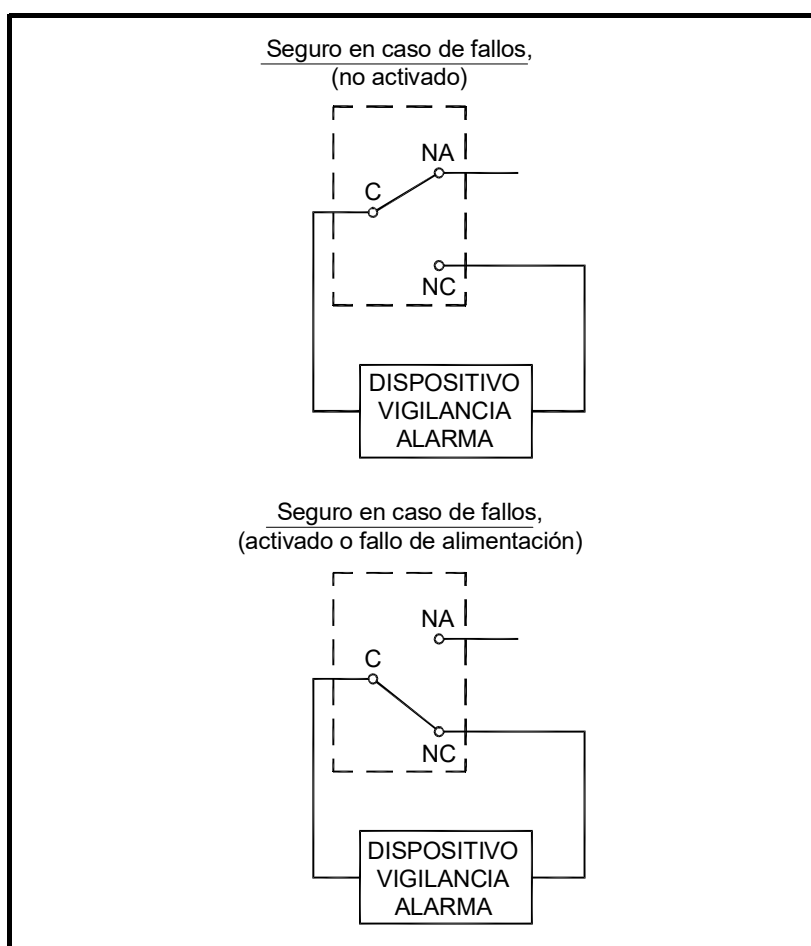 Seguro en caso de fallos,
(no activado)
NA
C
NC
DISPOSITIVO
VIGILANCIA
ALARMA
Seguro en caso de fallos,
(activado o fallo de alimentación)
NA
C
NC
DISPOSITIVO
VIGILANCIA
ALARMA